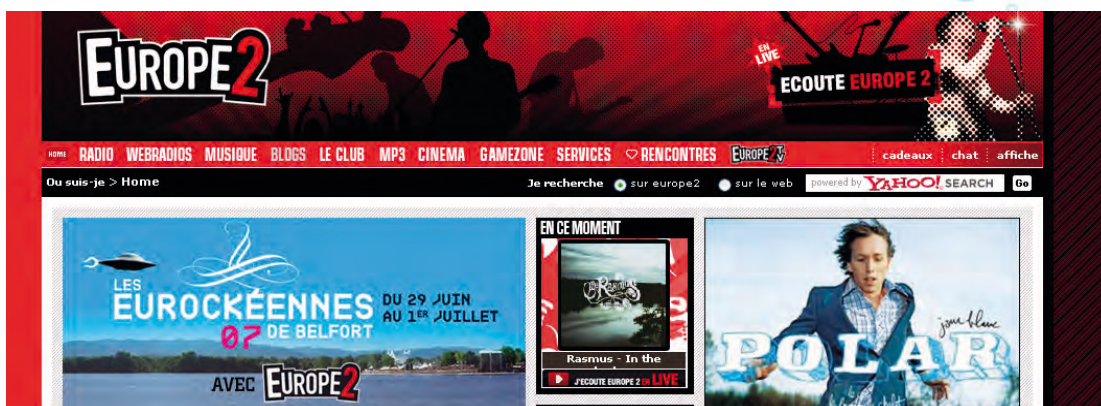 EUROPE2
EN LIVE
ECOUTE EUROPE 2
HOME RADIO WEBRADIOS MUSIQUE BLOGS LE CLUB MP3 CINEMA GAMEZONE SERVICES RENCONTRES EUROPE2 TV cadeaux chat affiche
Ou suis-je > Home Je recherche sur europe2 sur le web powered by YAHOO! SEARCH Go
LES
EUROCKÉENNES
07 DE BELFORT
DU 29 JUIN
AU 1ER JUILLET
AVEC EUROPE2
EN CE MOMENT
The Rasmus
Rasmus - In the
J'ECOUTE EUROPE 2 EN LIVE
jour blanc
POLAR